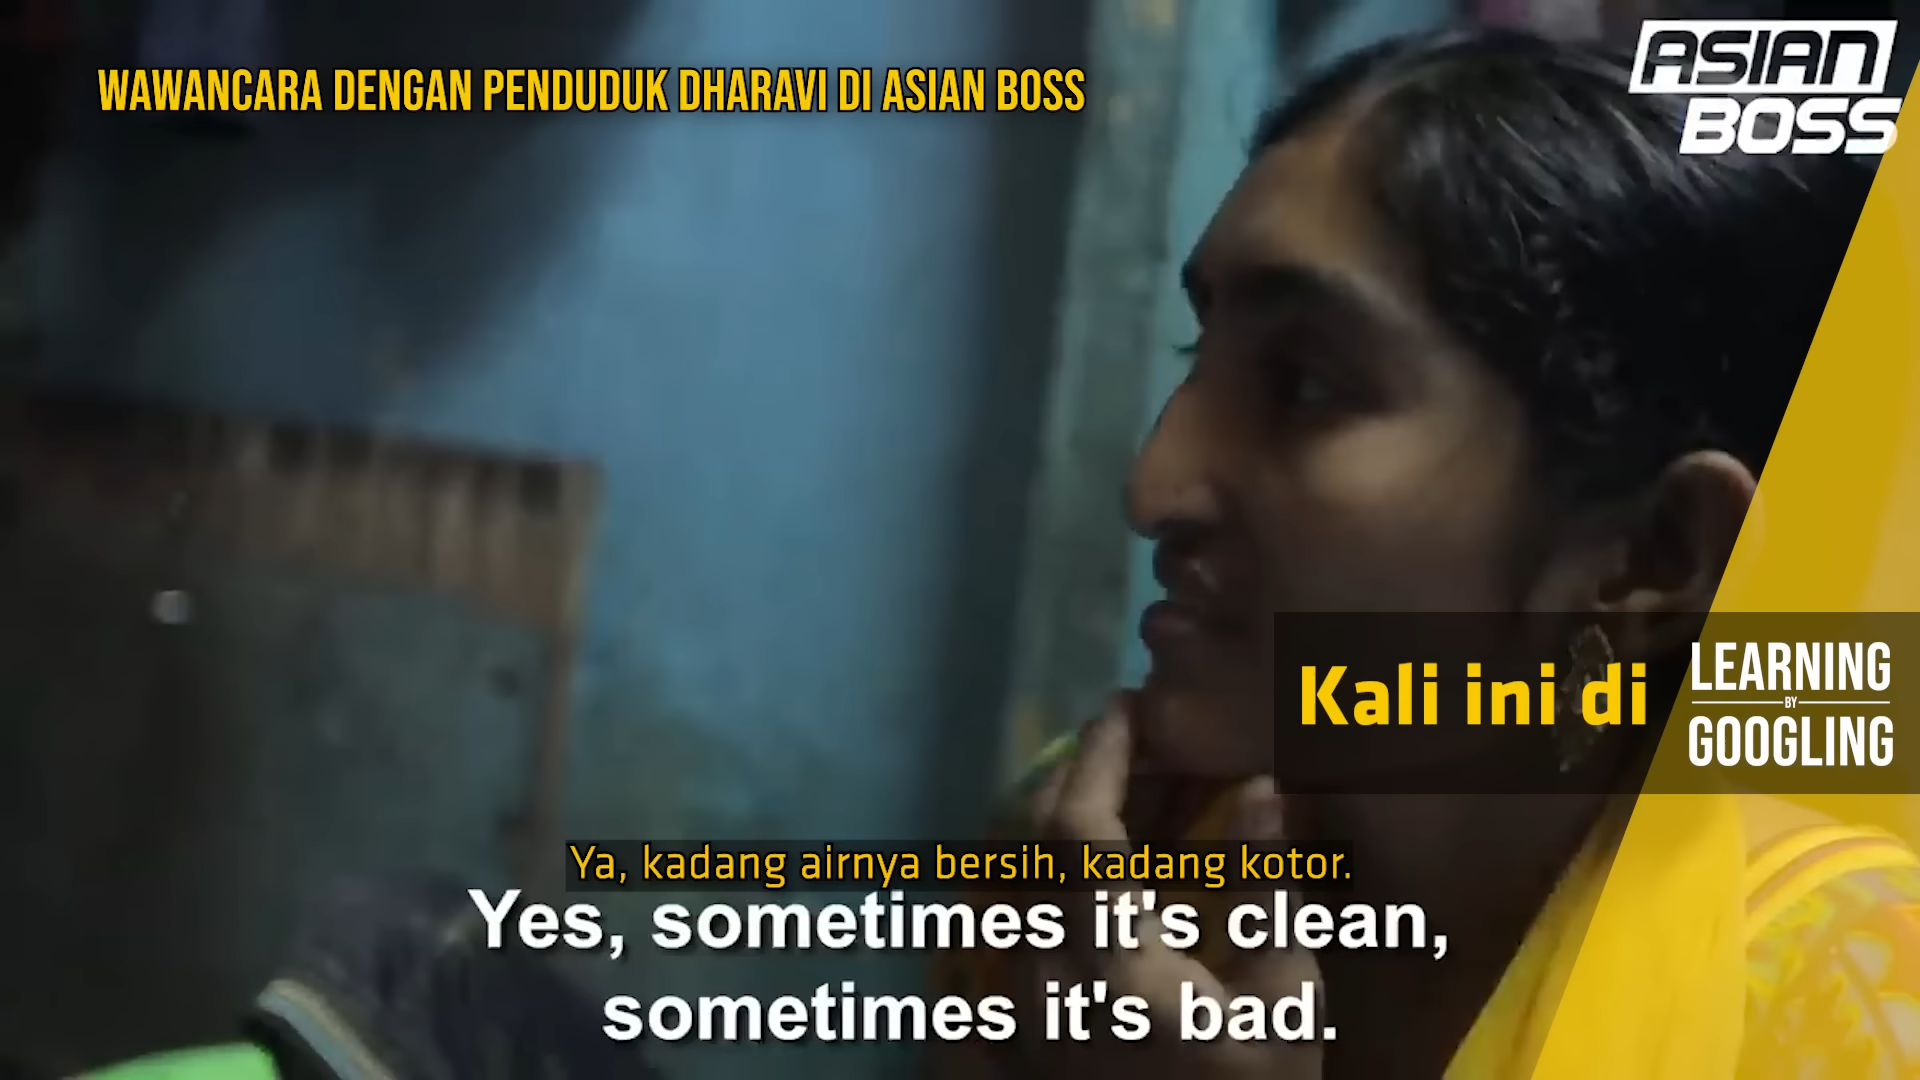 WAWANCARA DENGAN PENDUDUK DHARAVI DI ASIAN BOSS
ASIAN
BOSS
Kali ini di
LEARNING
BY
GOOGLING
Ya, kadang airnya bersih, kadang kotor.
Yes, sometimes it's clean,
sometimes it's bad.